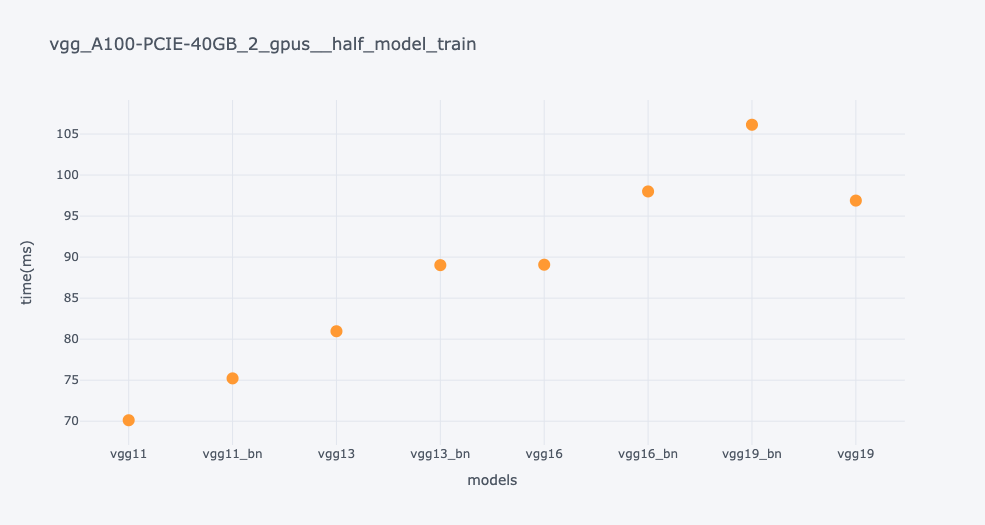 vgg_A100-PCIE-40GB_2_gpus__half_model_train
105
100
95
90
85
80
75
70
time(ms)
vgg11 vgg11_bn vgg13 vgg13_bn vgg16 vgg16_bn vgg19_bn vgg19
models